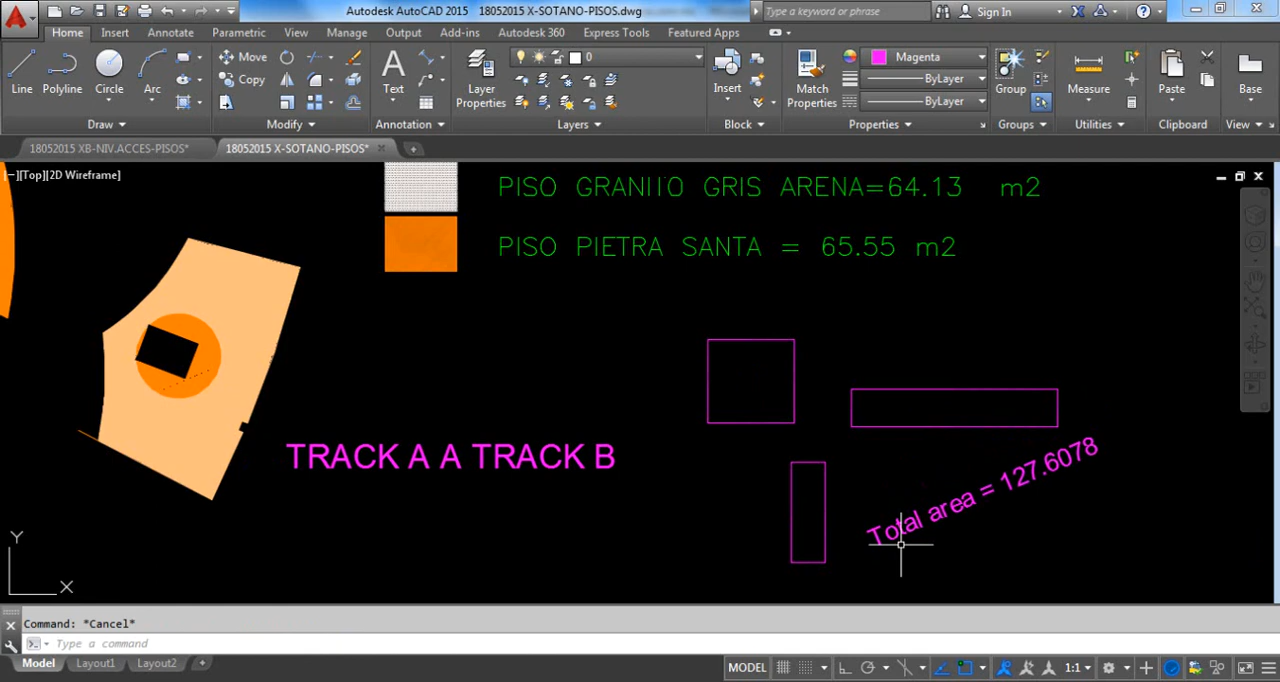 Autodesk AutoCAD 2015 18052015 X-SOTANO-PISOS.dwg
Type a keyword or phrase
Sign In
Home Insert Annotate Parametric View Manage Output Add-ins Autodesk 360 Express Tools Featured Apps
Line Polyline Circle Arc
Move
Copy
Text
Layer Properties
0
Insert
Match Properties
Magenta
ByLayer
ByLayer
Group
Measure
Paste
Base
Draw Modify Annotation Layers Block Properties Groups Utilities Clipboard View
18052015 XB-NIV.ACCES-PISOS*
18052015 X-SOTANO-PISOS*
[−][Top][2D Wireframe]
PISO GRANITO GRIS ARENA=64.13 m2
PISO PIETRA SANTA = 65.55 m2
TRACK A A TRACK B
Total area = 127.6078
Y
X
Command: *Cancel*
Type a command
Model Layout1 Layout2
MODEL
1:1